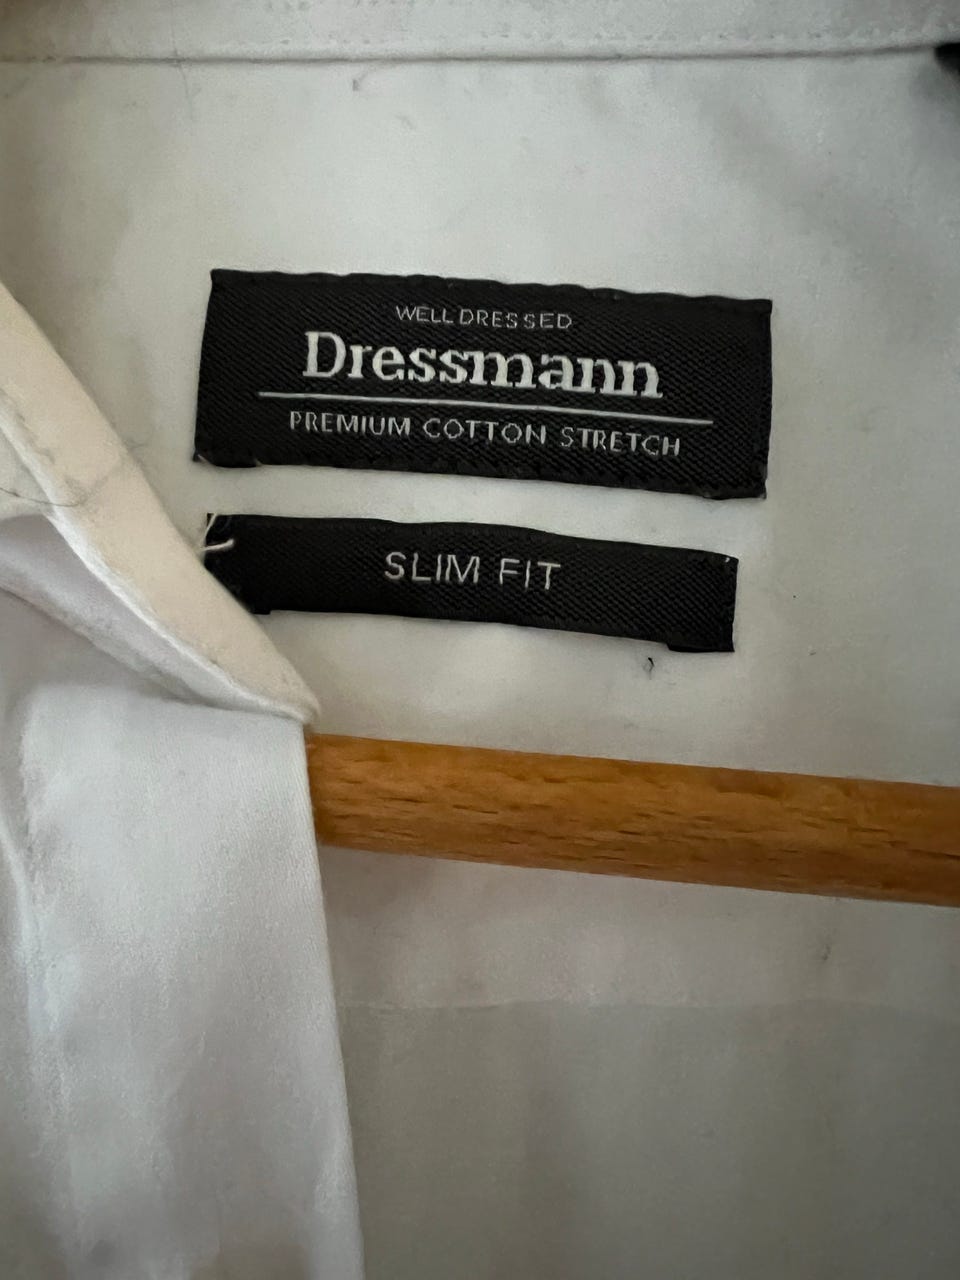 WELL DRESSED
Dressmann
PREMIUM COTTON STRETCH
SLIM FIT